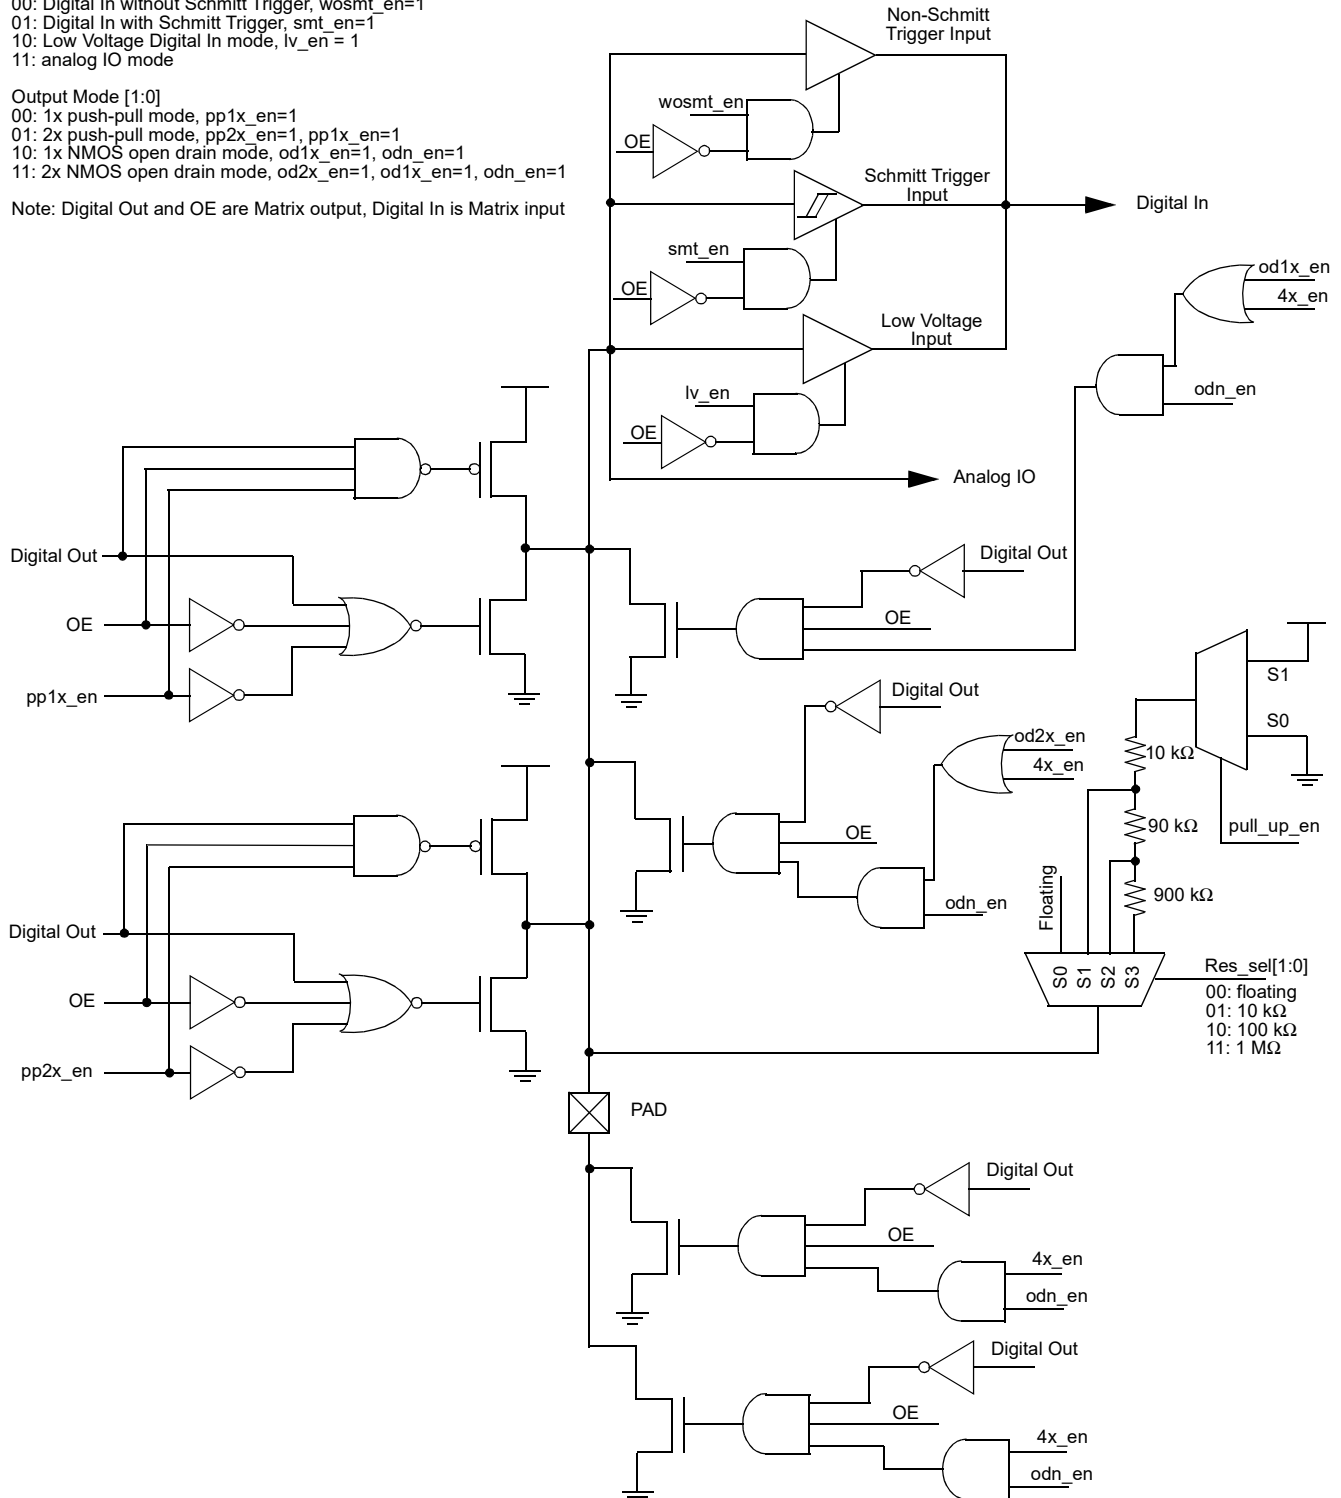 00: Digital In without Schmitt Trigger, wosmt_en=1
01: Digital In with Schmitt Trigger, smt_en=1
10: Low Voltage Digital In mode, lv_en = 1
11: analog IO mode
Output Mode [1:0]
00: 1x push-pull mode, pp1x_en=1
01: 2x push-pull mode, pp2x_en=1, pp1x_en=1
10: 1x NMOS open drain mode, od1x_en=1, odn_en=1
11: 2x NMOS open drain mode, od2x_en=1, od1x_en=1, odn_en=1
Note: Digital Out and OE are Matrix output, Digital In is Matrix input
Non-Schmitt
Trigger Input
wosmt_en
OE
Schmitt Trigger
Input
Digital In
smt_en
OE
od1x_en
4x_en
Low Voltage
Input
odn_en
lv_en
OE
Analog IO
Digital Out
OE
pp1x_en
Digital Out
OE
Digital Out
od2x_en
4x_en
OE
odn_en
S1
S0
10 kΩ
90 kΩ
pull_up_en
900 kΩ
Floating
S0
S1
S2
S3
Res_sel[1:0]
00: floating
01: 10 kΩ
10: 100 kΩ
11: 1 MΩ
Digital Out
OE
pp2x_en
PAD
Digital Out
OE
4x_en
odn_en
Digital Out
OE
4x_en
odn_en